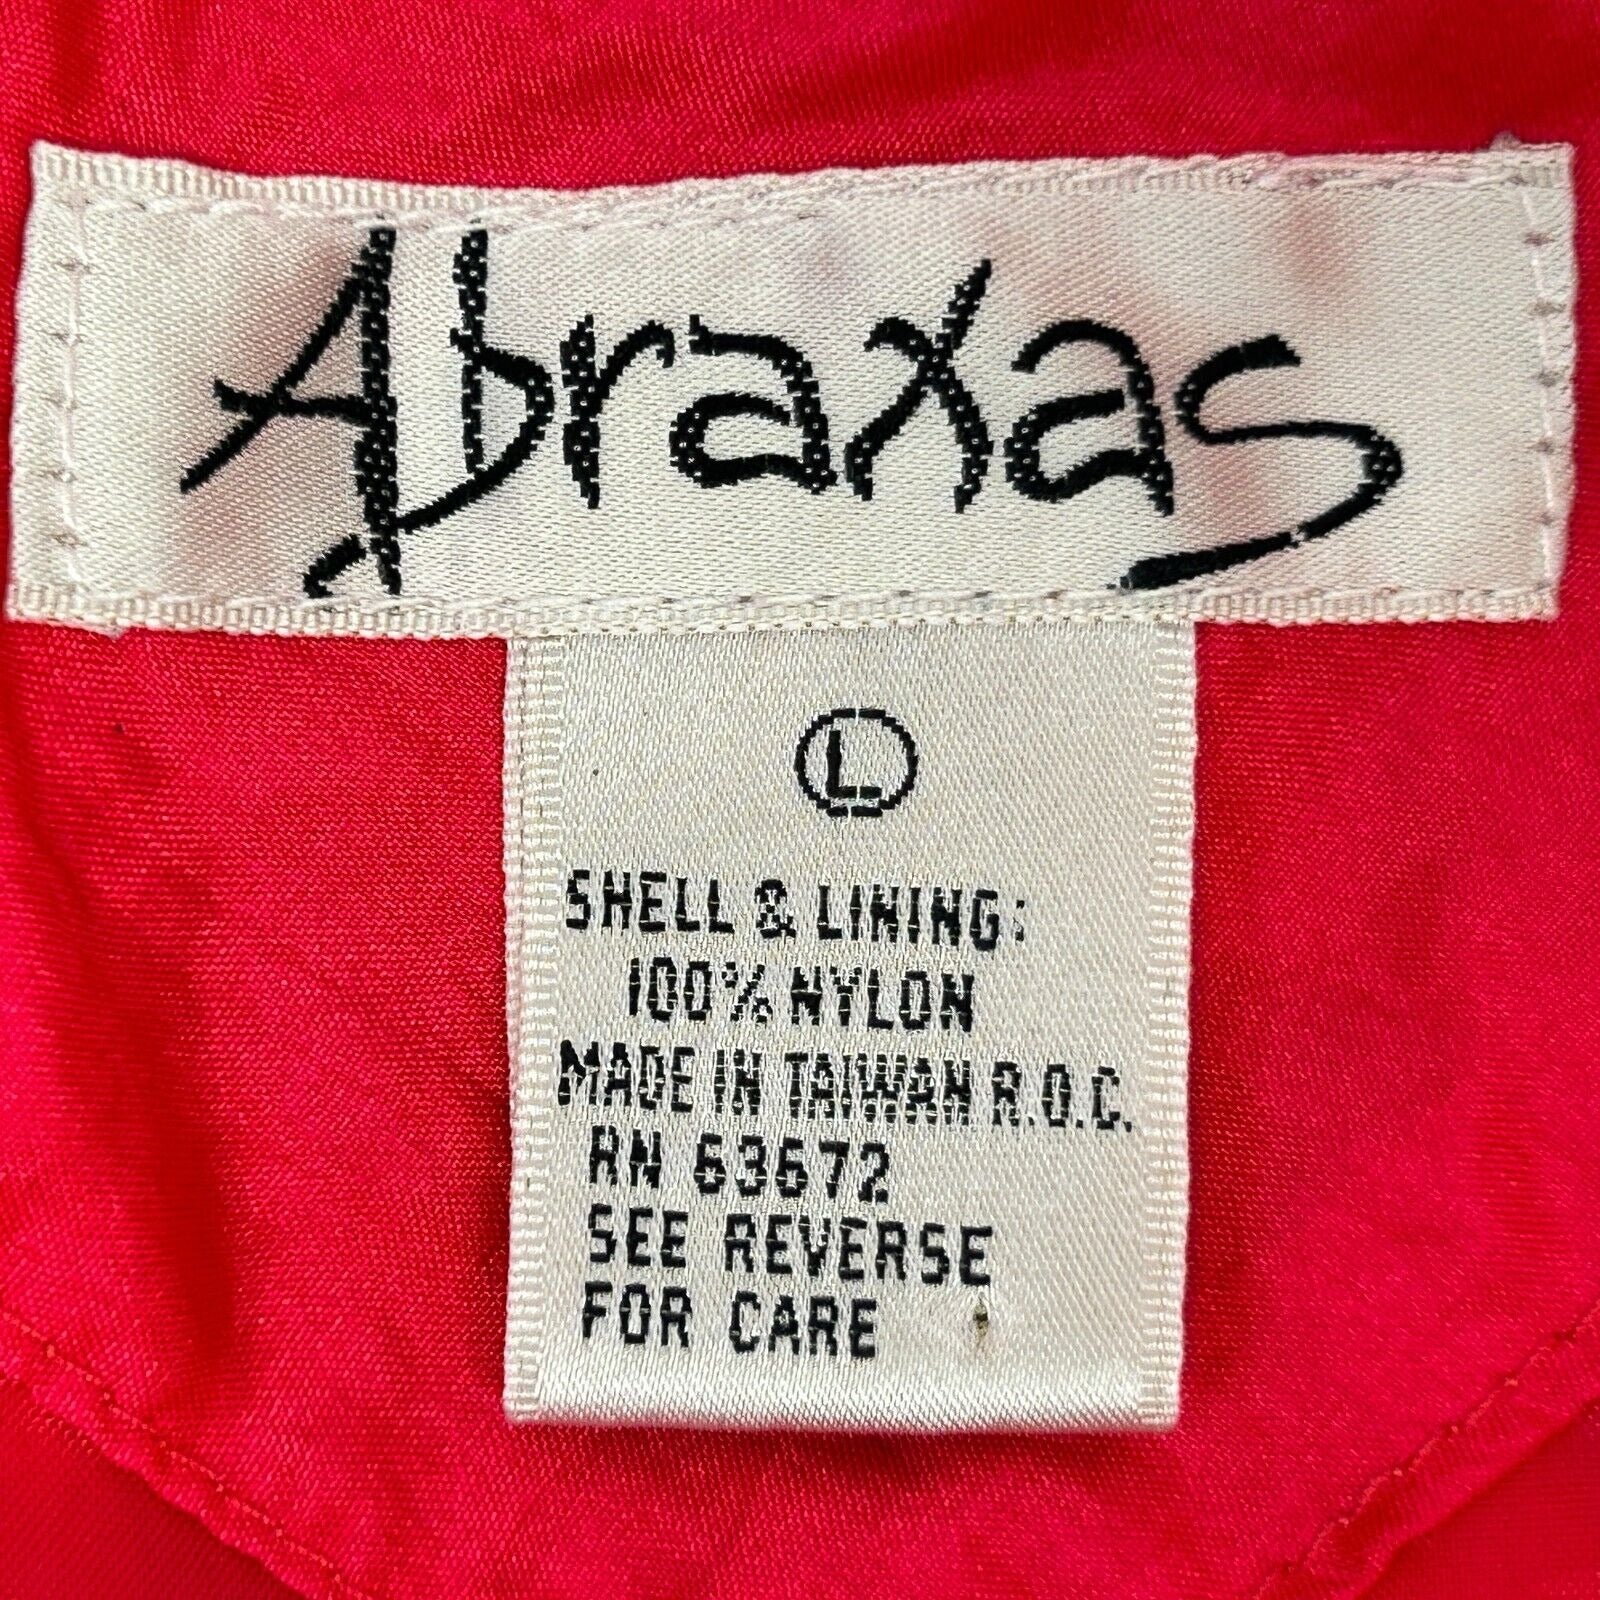 Abraxas
L
SHELL & LINING:
100% NYLON
MADE IN TAIWAN R.O.C.
RN 63672
SEE REVERSE
FOR CARE